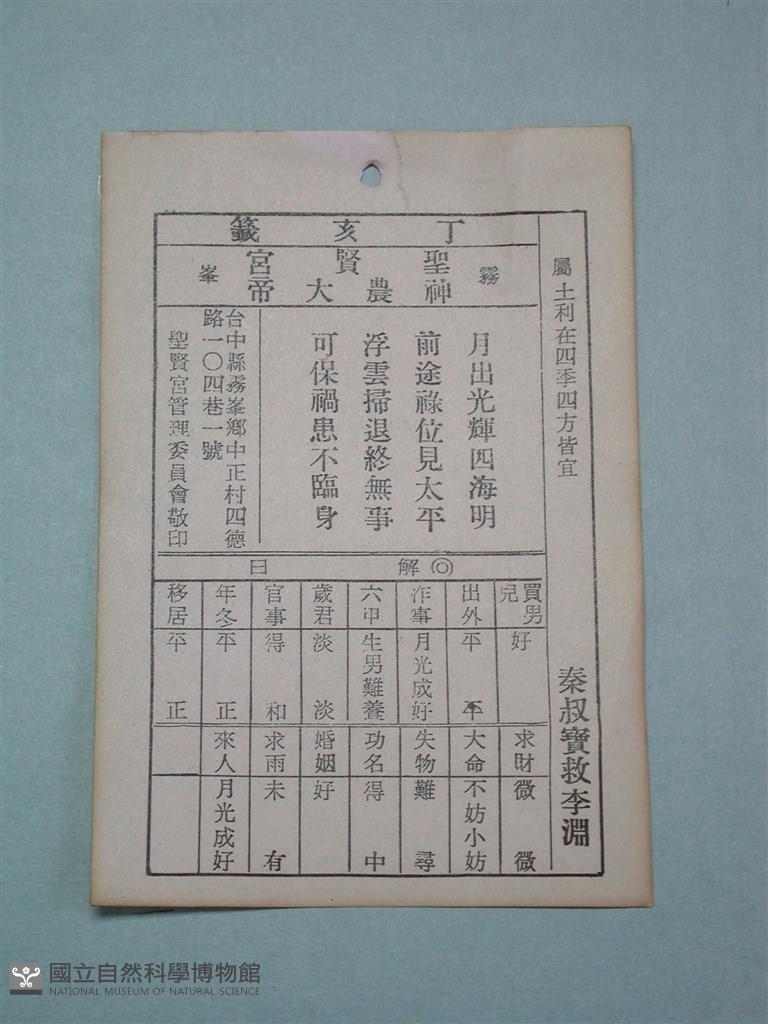 屬土利在四季四方皆宜
秦叔寶救李淵
丁亥籤
霧
聖賢宮
神農大帝
峯
月出光輝四海明
前途祿位見太平
浮雲掃退終無事
可保禍患不臨身
台中縣霧峯鄉中正村四德
路一〇四巷一號
聖賢宮管理委員會敬印
◎解曰
買男兒 好
出外 平平
作事 月光成好
六甲 生男難養
歲君 淡淡
官事 得和
年冬 平正
移居 平正
求財 微微
大命 不妨小妨
失物 難尋
功名 得中
婚姻 好
求雨 未有
來人 月光成好
國立自然科學博物館
NATIONAL MUSEUM OF NATURAL SCIENCE